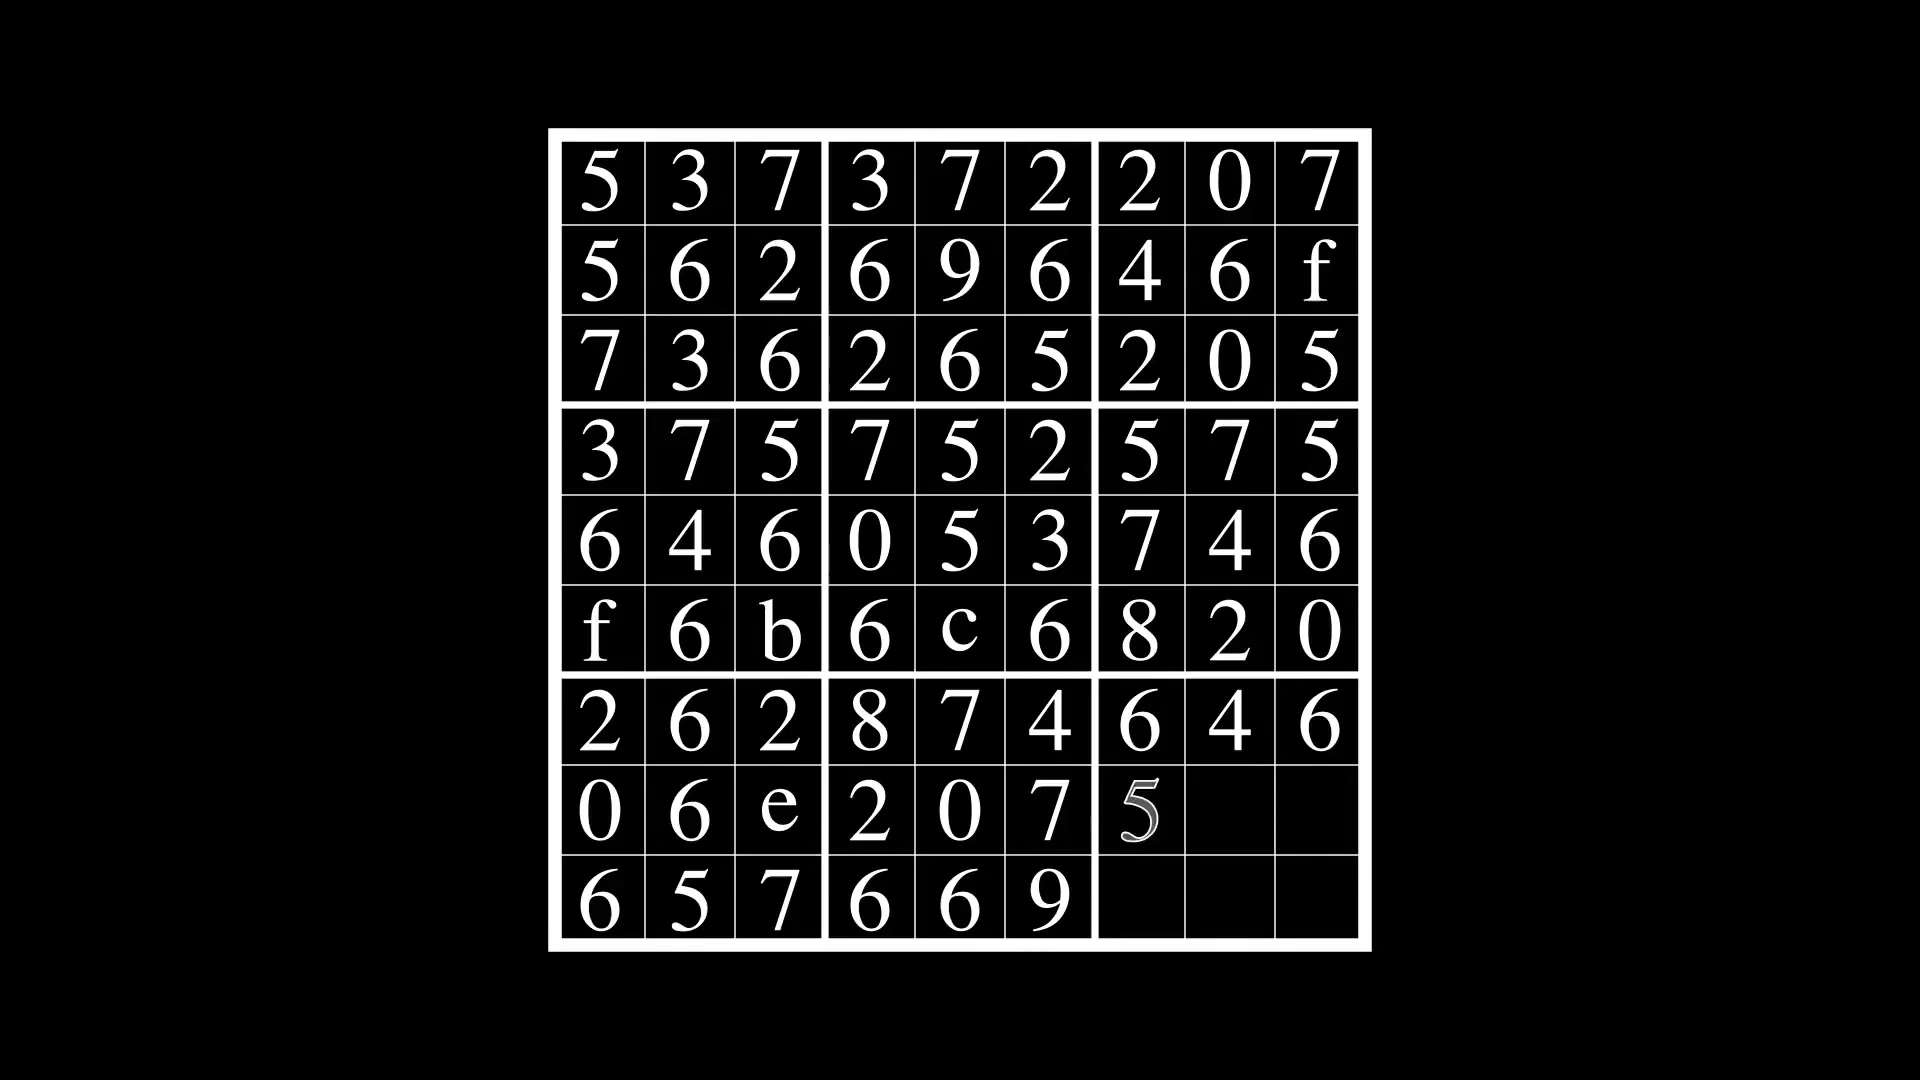 5 3 7 3 7 2 2 0 7
5 6 2 6 9 6 4 6 f
7 3 6 2 6 5 2 0 5
3 7 5 7 5 2 5 7 5
6 4 6 0 5 3 7 4 6
f 6 b 6 c 6 8 2 0
2 6 2 8 7 4 6 4 6
0 6 e 2 0 7 5
6 5 7 6 6 9